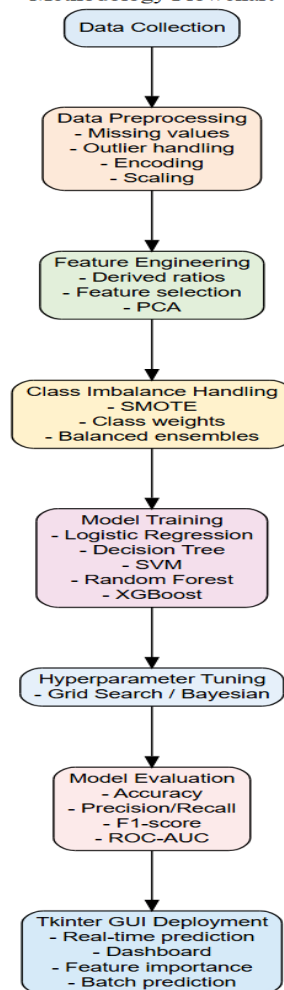 Methodology Flowchart
Data Collection
Data Preprocessing
- Missing values
- Outlier handling
- Encoding
- Scaling
Feature Engineering
- Derived ratios
- Feature selection
- PCA
Class Imbalance Handling
- SMOTE
- Class weights
- Balanced ensembles
Model Training
- Logistic Regression
- Decision Tree
- SVM
- Random Forest
- XGBoost
Hyperparameter Tuning
- Grid Search / Bayesian
Model Evaluation
- Accuracy
- Precision/Recall
- F1-score
- ROC-AUC
Tkinter GUI Deployment
- Real-time prediction
- Dashboard
- Feature importance
- Batch prediction